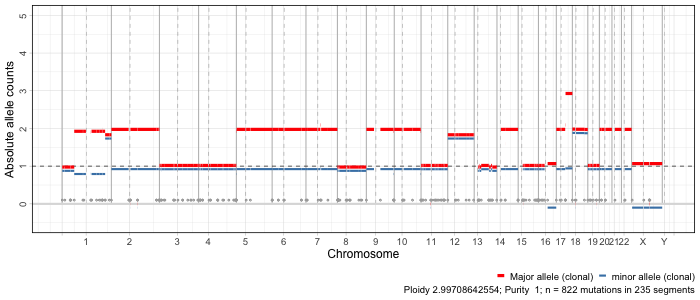 Absolute allele counts
5
4
3
2
1
0
1 2 3 4 5 6 7 8 9 10 11 12 13 14 15 16 17 18 19 20 21 22 X Y
Chromosome
Major allele (clonal) minor allele (clonal)
Ploidy 2.99708642554; Purity 1; n = 822 mutations in 235 segments